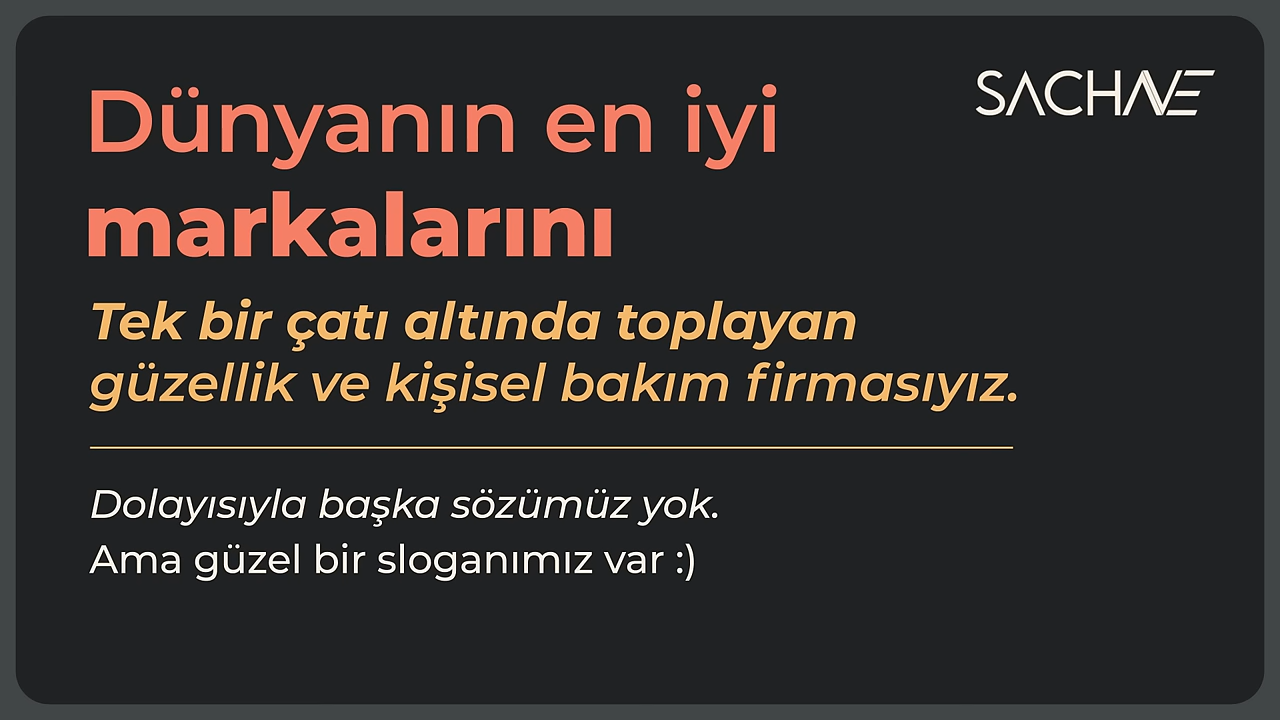 SACHANE
Dünyanın en iyi
markalarını
Tek bir çatı altında toplayan
güzellik ve kişisel bakım firmasıyız.
Dolayısıyla başka sözümüz yok.
Ama güzel bir sloganımız var :)